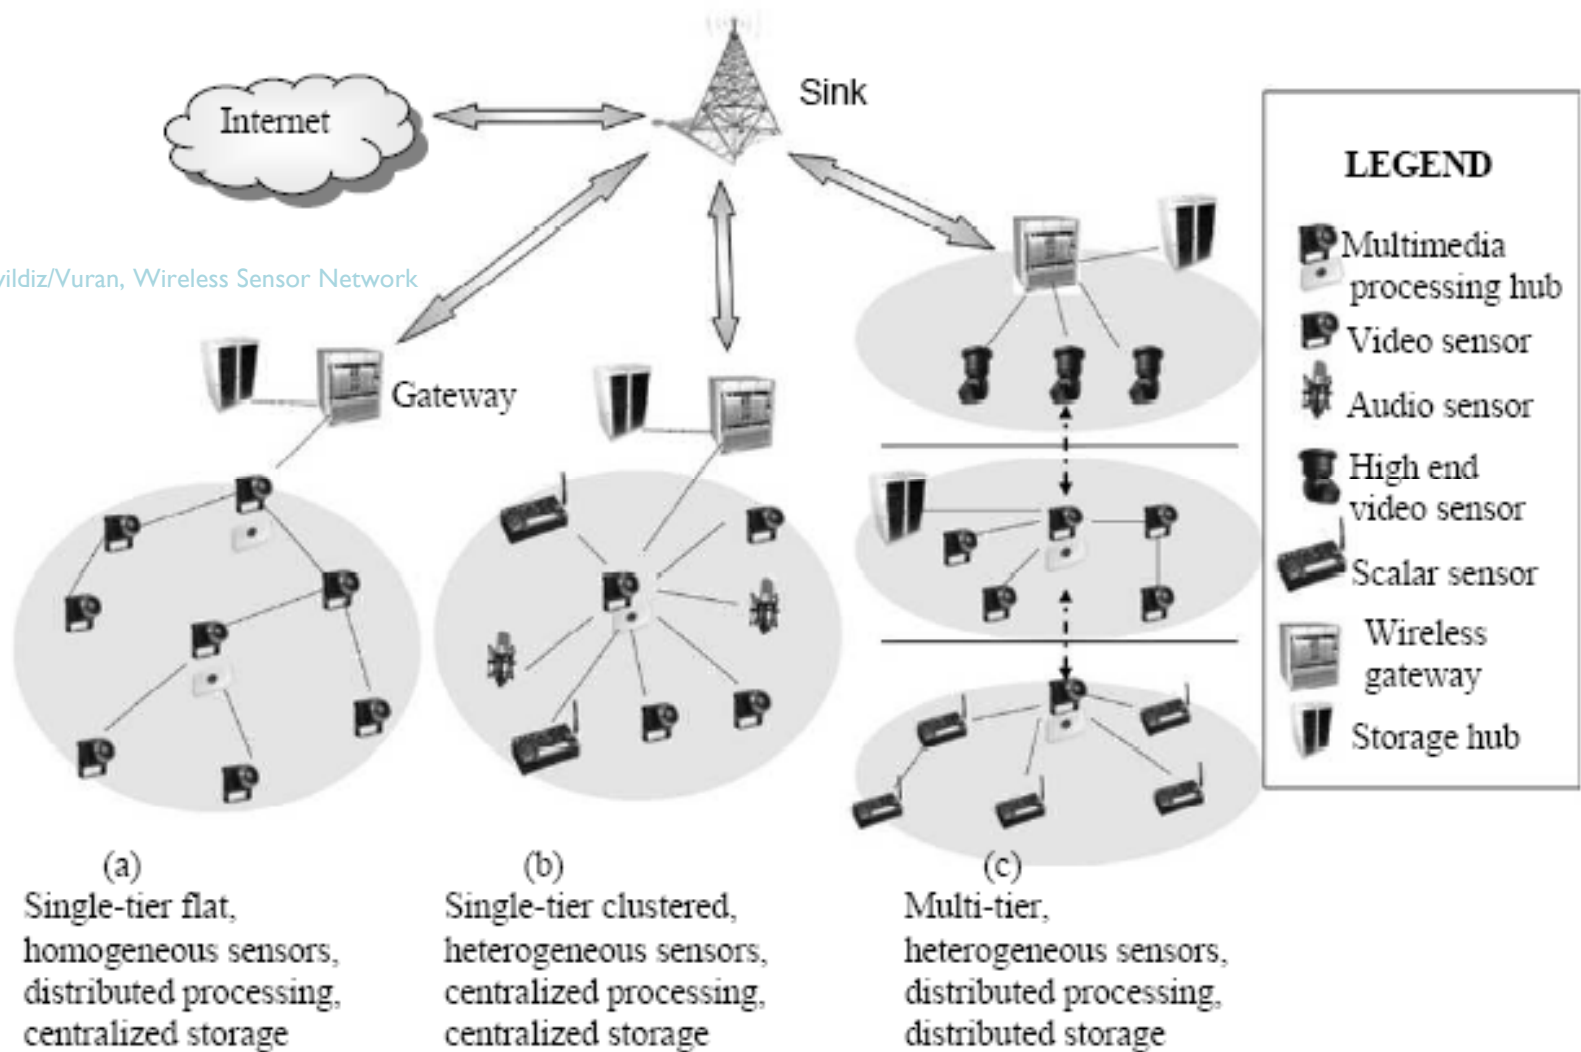 Sink
Internet
yildiz/Vuran, Wireless Sensor Network
Gateway
LEGEND
Multimedia
processing hub
Video sensor
Audio sensor
High end
video sensor
Scalar sensor
Wireless
gateway
Storage hub
(a)
Single-tier flat,
homogeneous sensors,
distributed processing,
centralized storage
(b)
Single-tier clustered,
heterogeneous sensors,
centralized processing,
centralized storage
(c)
Multi-tier,
heterogeneous sensors,
distributed processing,
distributed storage